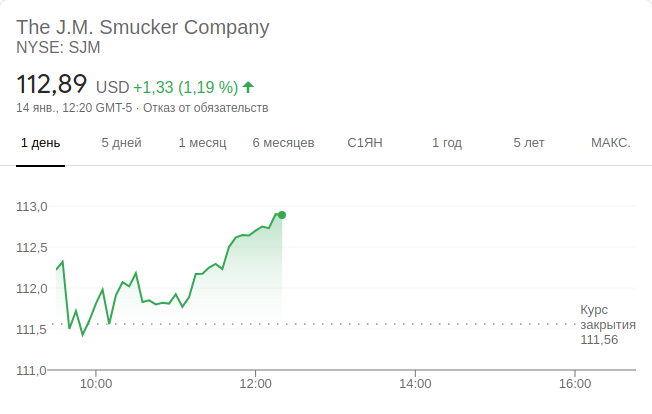 The J.M. Smucker Company
NYSE: SJM
112,89 USD +1,33 (1,19 %)
14 янв., 12:20 GMT-5 · Отказ от обязательств
1 день 5 дней 1 месяц 6 месяцев С1ЯН 1 год 5 лет МАКС.
113,0
112,5
112,0
111,5
111,0
Курс
закрытия
111,56
10:00 12:00 14:00 16:00